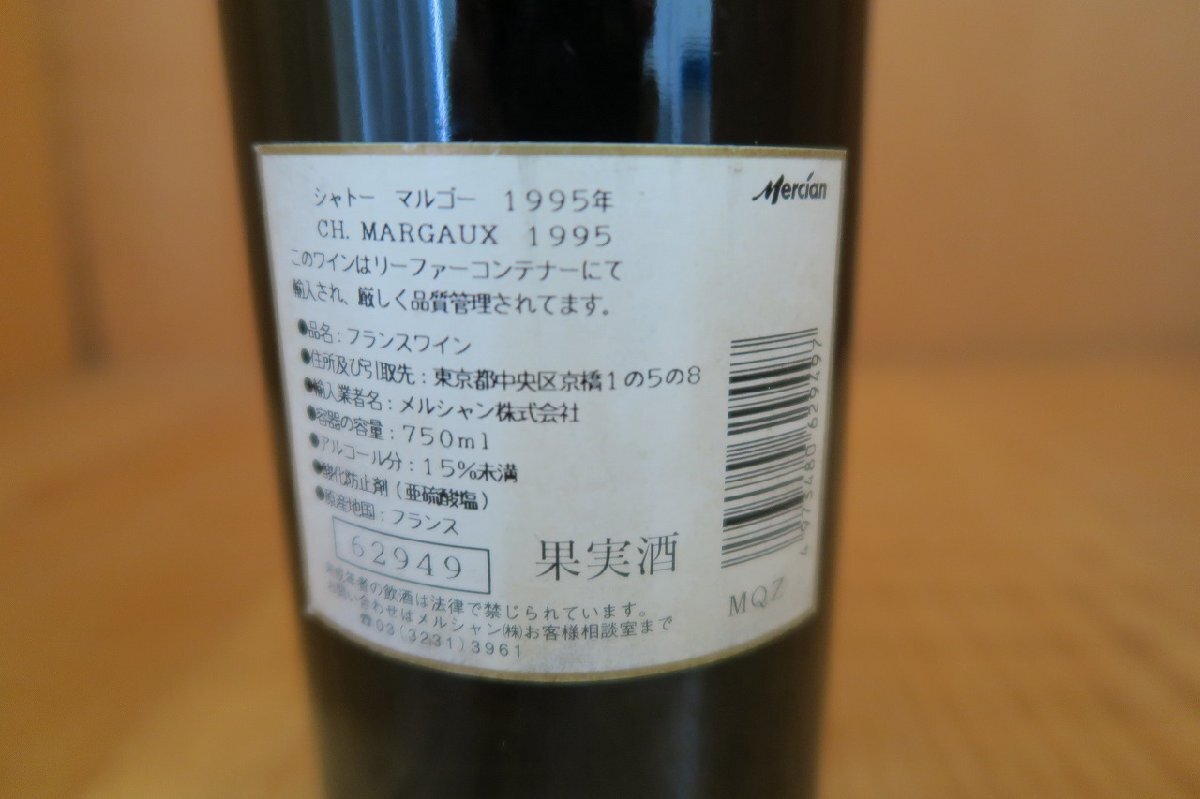 Mercian
シャトー マルゴー 1995年
CH. MARGAUX 1995
このワインはリーファーコンテナーにて
輸入され、厳しく品質管理されてます。
●品名：フランスワイン
●住所及び引取先：東京都中央区京橋1の5の8
●輸入業者名：メルシャン株式会社
●容器の容量：750ml
●アルコール分：15%未満
●酸化防止剤（亜硫酸塩）
●原産地国：フランス
62949
果実酒
4 975480 629497
MQZ
未成年者の飲酒は法律で禁じられています。
お問い合わせはメルシャン㈱お客様相談室まで
☎03(3231)3961